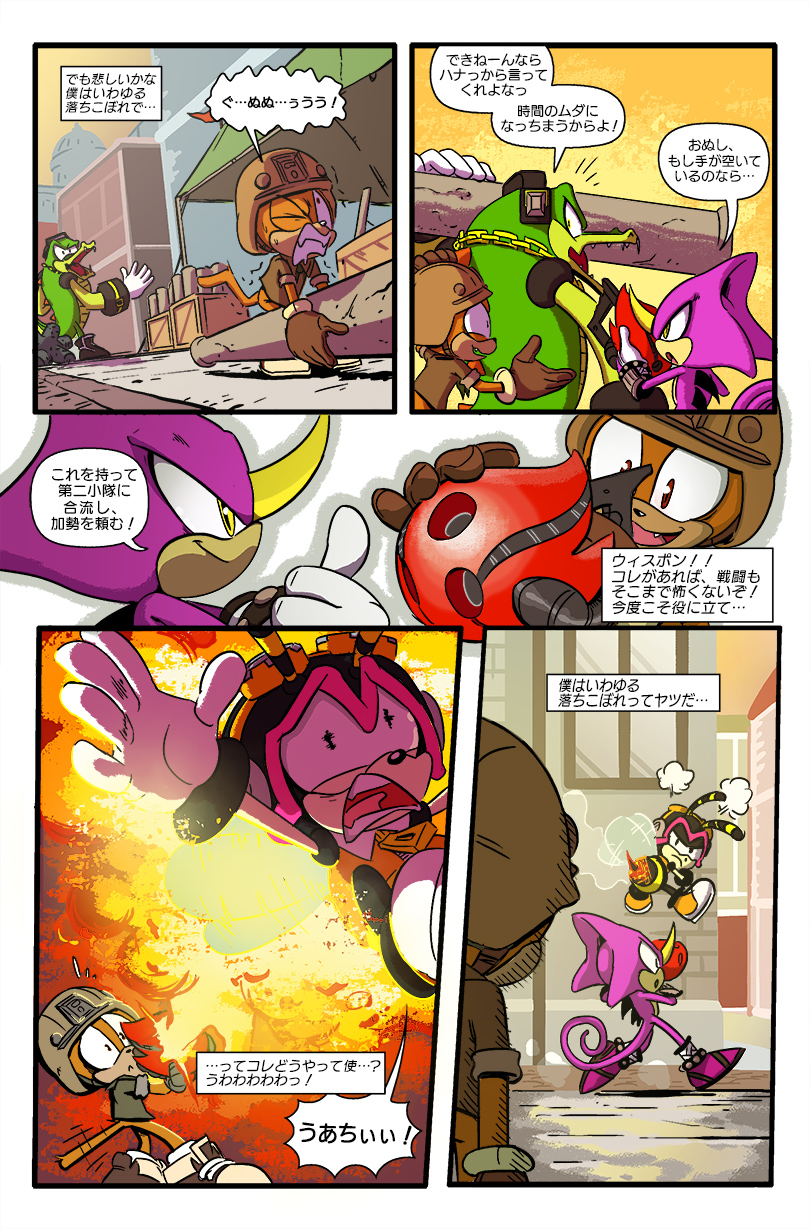 でも悲しいかな
僕はいわゆる
落ちこぼれで…
ぐ…ぬぬ…ぅうう！
できねーんなら
ハナっから言って
くれよなっ
時間のムダに
なっちまうからよ！
おぬし、
もし手が空いて
いるのなら…
これを持って
第二小隊に
合流し、
加勢を頼む！
ウィスポン！！
コレがあれば、戦闘も
そこまで怖くないぞ！
今度こそ役に立て…
…ってコレどうやって使…？
うわわわわわっ！
うあちぃぃ！
僕はいわゆる
落ちこぼれってヤツだ…